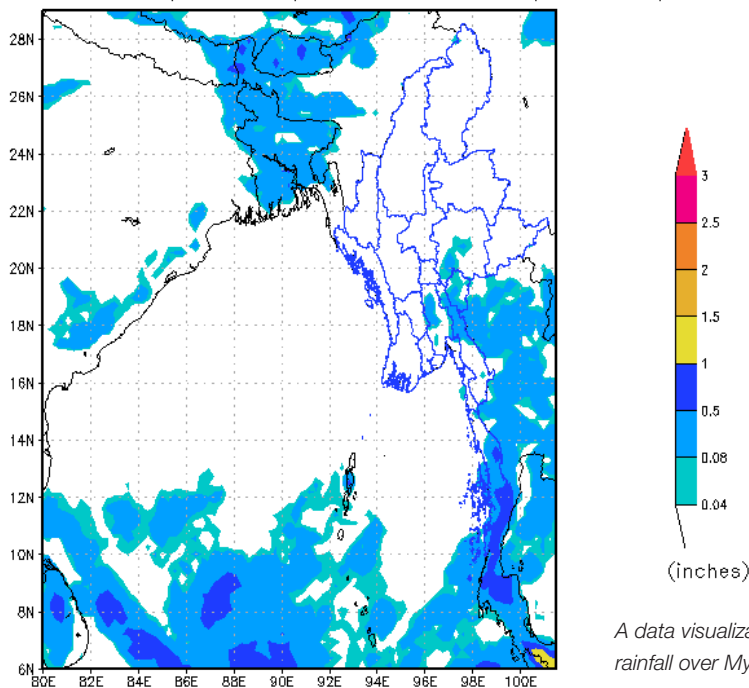 28N
26N
24N
22N
20N
18N
16N
14N
12N
10N
8N
6N
80E 82E 84E 86E 88E 90E 92E 94E 96E 98E 100E
3
2.5
2
1.5
1
0.5
0.08
0.04
(inches)
A data visualiza
rainfall over My